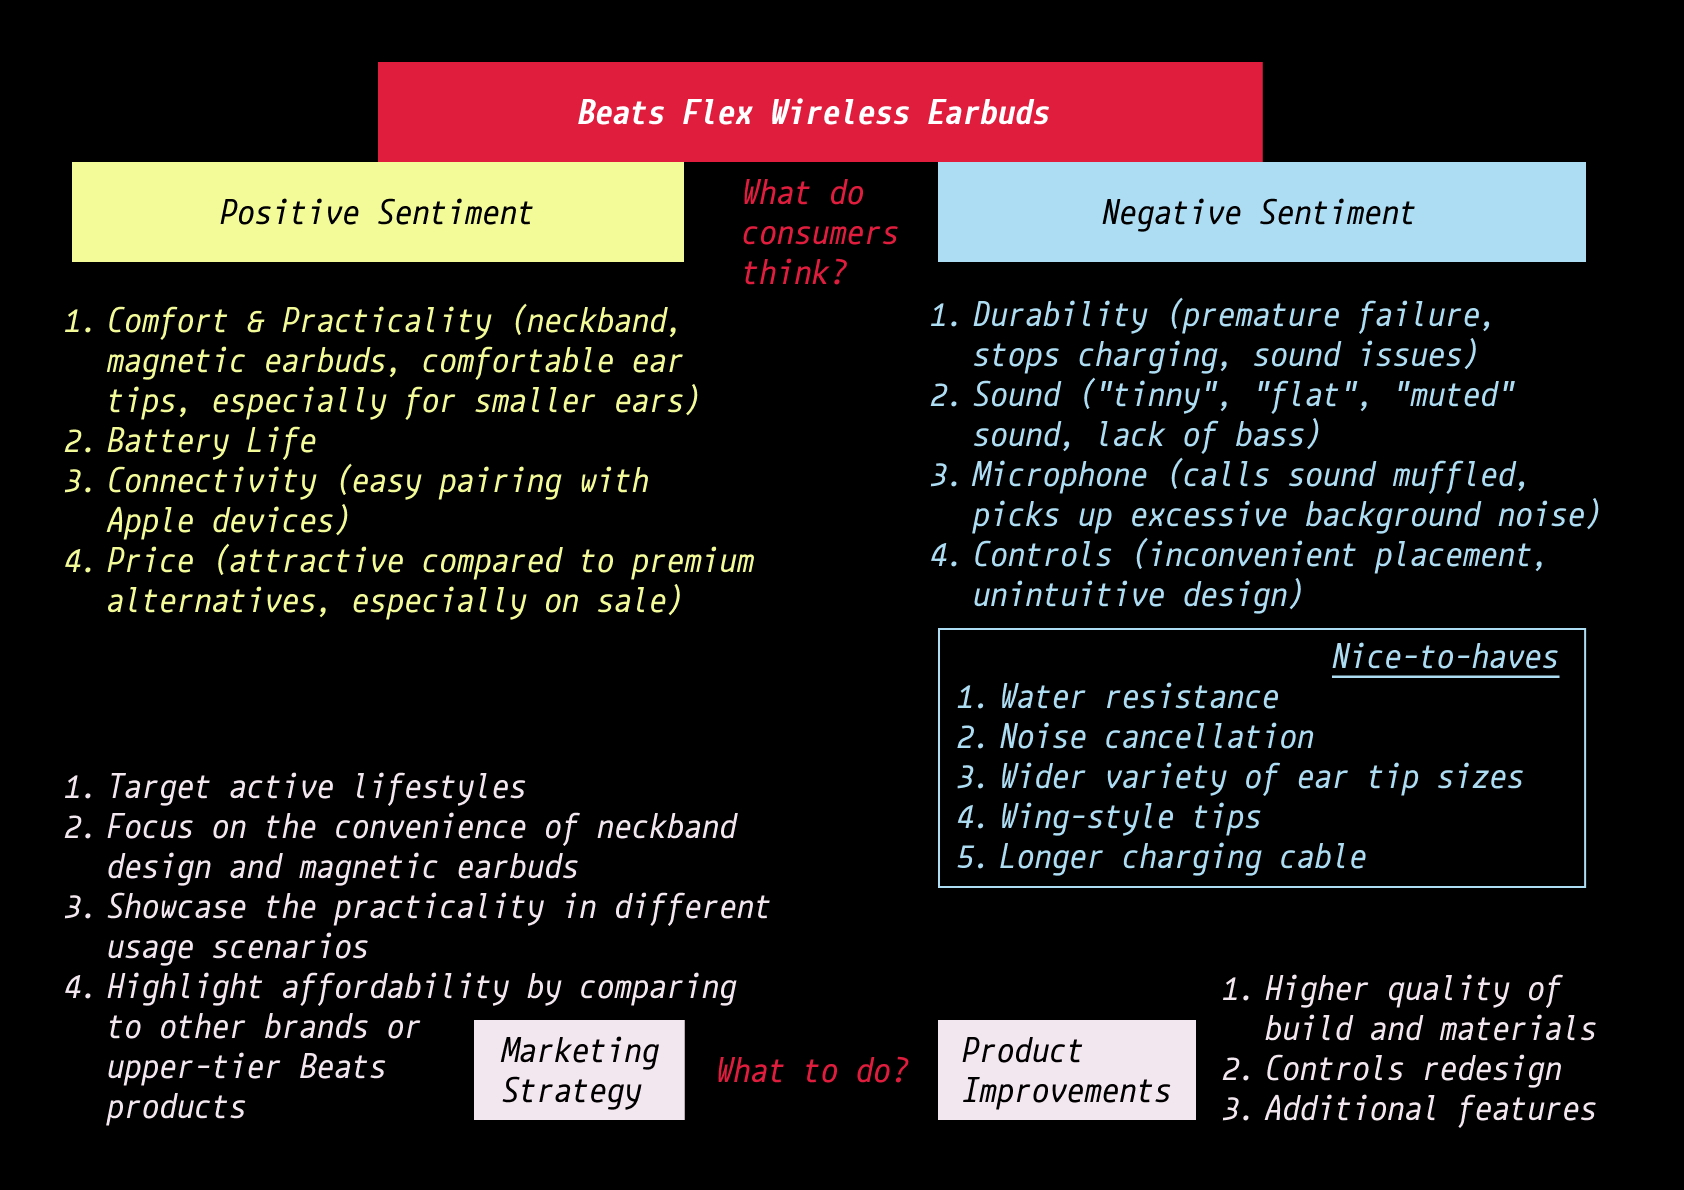 Beats Flex Wireless Earbuds
Positive Sentiment
What do
consumers
think?
Negative Sentiment
1. Comfort & Practicality (neckband,
magnetic earbuds, comfortable ear
tips, especially for smaller ears)
2. Battery Life
3. Connectivity (easy pairing with
Apple devices)
4. Price (attractive compared to premium
alternatives, especially on sale)
1. Durability (premature failure,
stops charging, sound issues)
2. Sound ("tinny", "flat", "muted"
sound, lack of bass)
3. Microphone (calls sound muffled,
picks up excessive background noise)
4. Controls (inconvenient placement,
unintuitive design)
Nice-to-haves
1. Water resistance
2. Noise cancellation
3. Wider variety of ear tip sizes
4. Wing-style tips
5. Longer charging cable
1. Target active lifestyles
2. Focus on the convenience of neckband
design and magnetic earbuds
3. Showcase the practicality in different
usage scenarios
4. Highlight affordability by comparing
to other brands or
upper-tier Beats
products
Marketing
Strategy
What to do?
Product
Improvements
1. Higher quality of
build and materials
2. Controls redesign
3. Additional features